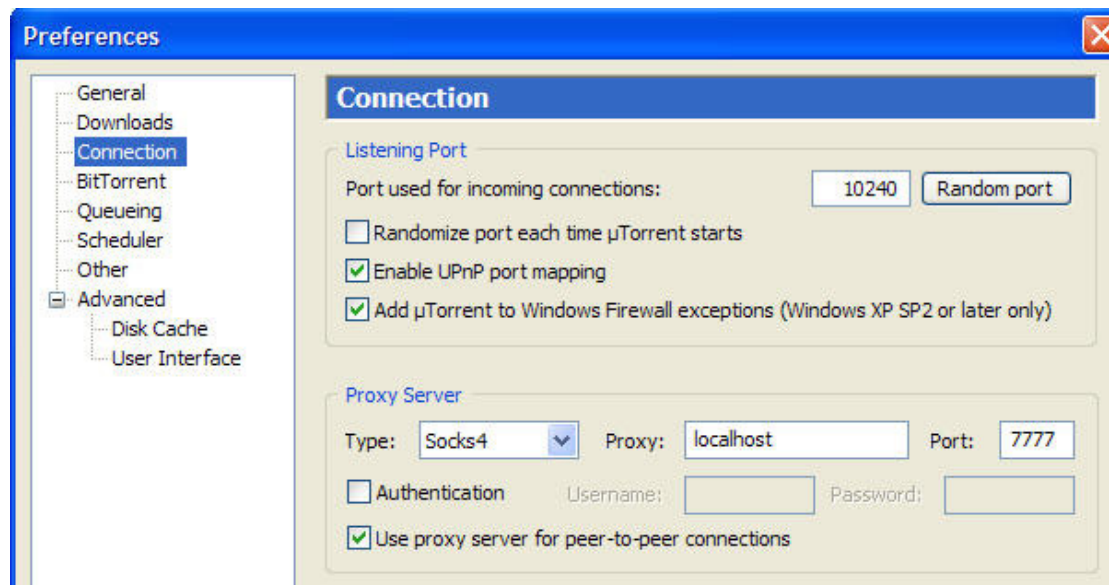 Preferences
General
Downloads
Connection
BitTorrent
Queueing
Scheduler
Other
Advanced
Disk Cache
User Interface
Connection
Listening Port
Port used for incoming connections: 10240 Random port
Randomize port each time µTorrent starts
Enable UPnP port mapping
Add µTorrent to Windows Firewall exceptions (Windows XP SP2 or later only)
Proxy Server
Type: Socks4 Proxy: localhost Port: 7777
Authentication Username: Password:
Use proxy server for peer-to-peer connections